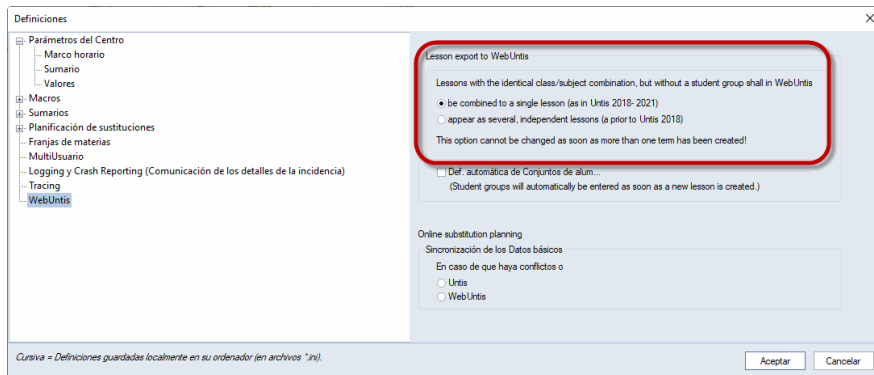 Definiciones
Parámetros del Centro
Marco horario
Sumario
Valores
Macros
Sumarios
Planificación de sustituciones
Franjas de materias
MultiUsuario
Logging y Crash Reporting (Comunicación de los detalles de la incidencia)
Tracing
WebUntis
Lesson export to WebUntis
Lessons with the identical class/subject combination, but without a student group shall in WebUntis
be combined to a single lesson (as in Untis 2018- 2021)
appear as several, independent lessons (a prior to Untis 2018)
This option cannot be changed as soon as more than one term has been created!
Def. automática de Conjuntos de alum...
(Student groups will automatically be entered as soon as a new lesson is created.)
Online substitution planning
Sincronización de los Datos básicos
En caso de que haya conflictos o
Untis
WebUntis
Cursiva = Definiciones guardadas localmente en su ordenador (en archivos *.ini).
Aceptar
Cancelar